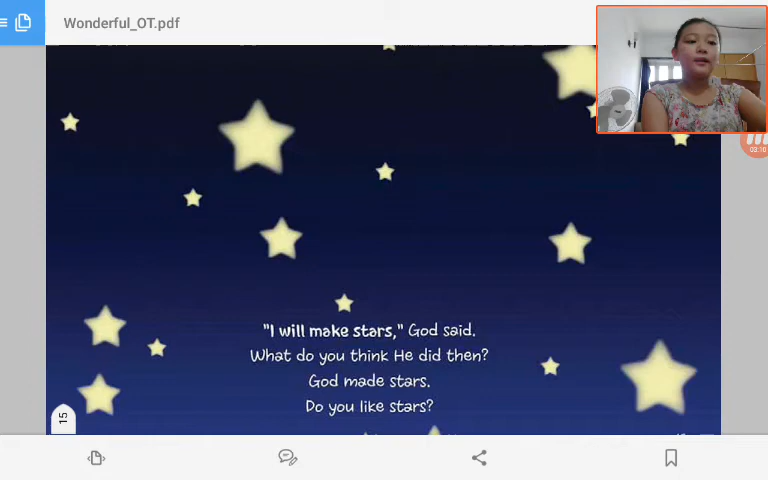 Wonderful_OT.pdf
"I will make stars," God said.
What do you think He did then?
God made stars.
Do you like stars?
15